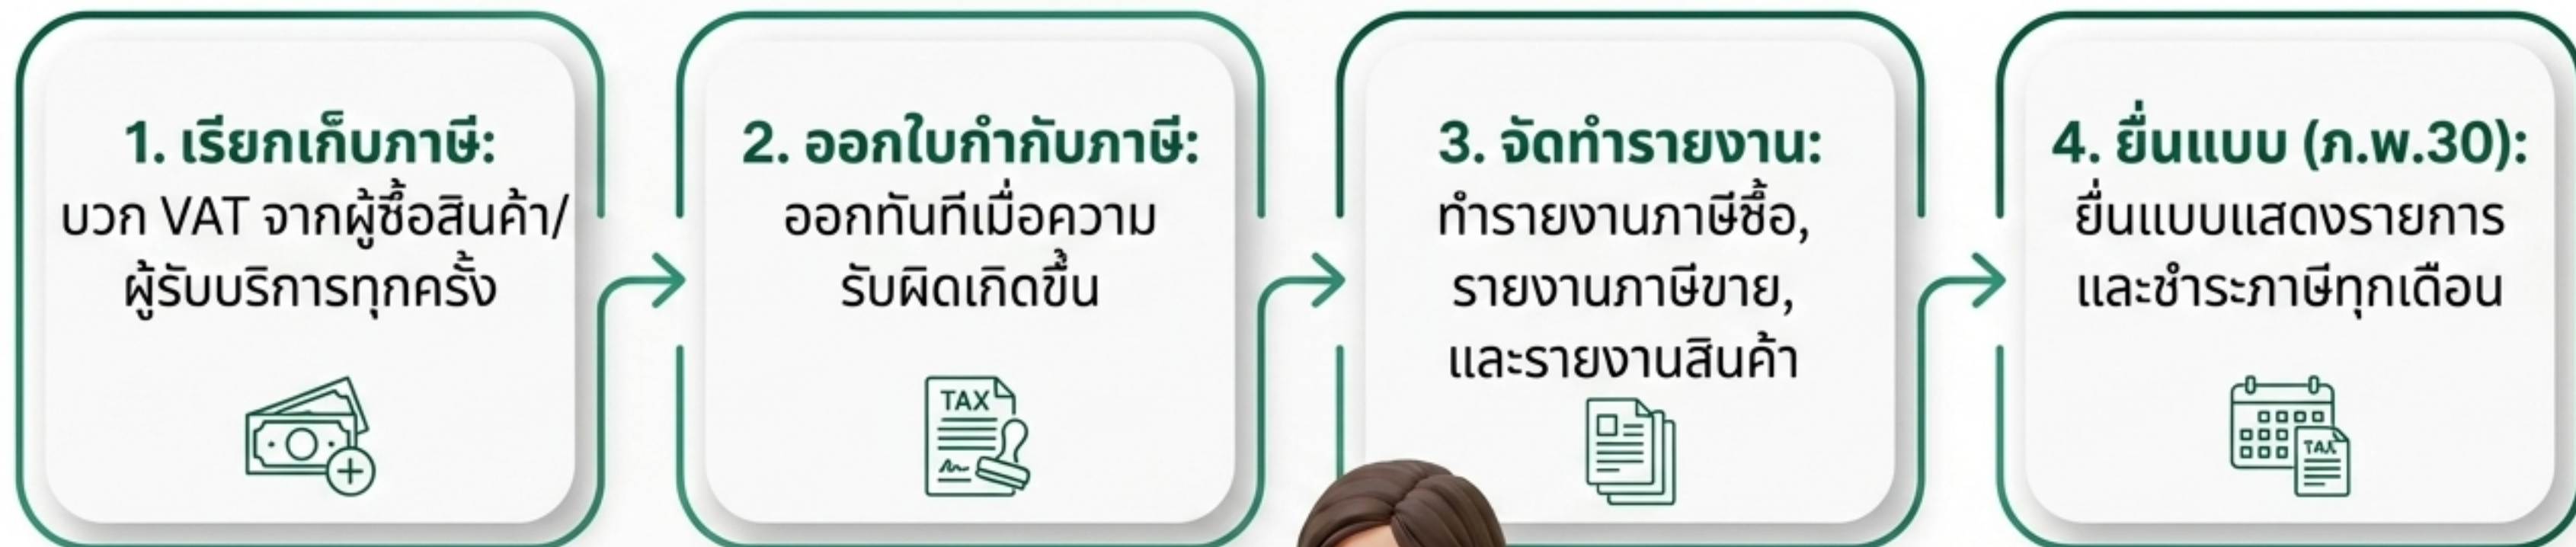 1. เรียกเก็บภาษี:
บวก VAT จากผู้ซื้อสินค้า/
ผู้รับบริการทุกครั้ง
2. ออกใบกำกับภาษี:
ออกทันทีเมื่อความ
รับผิดเกิดขึ้น
TAX
3. จัดทำรายงาน:
ทำรายงานภาษีซื้อ,
รายงานภาษีขาย,
และรายงานสินค้า
4. ยื่นแบบ (ภ.พ.30):
ยื่นแบบแสดงรายการ
และชำระภาษีทุกเดือน
TAX